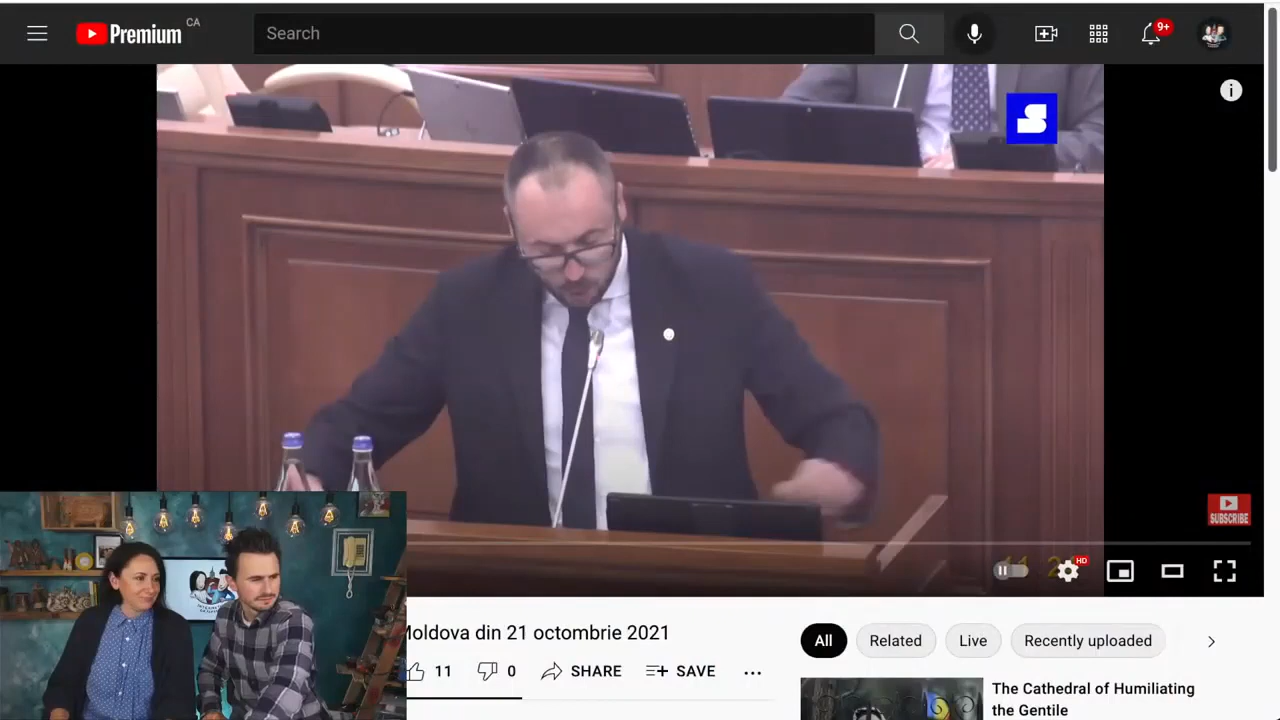 Premium
CA
Search
9+
SUBSCRIBE
HD
Moldova din 21 octombrie 2021
11
0
SHARE
SAVE
All
Related
Live
Recently uploaded
The Cathedral of Humiliating
the Gentile